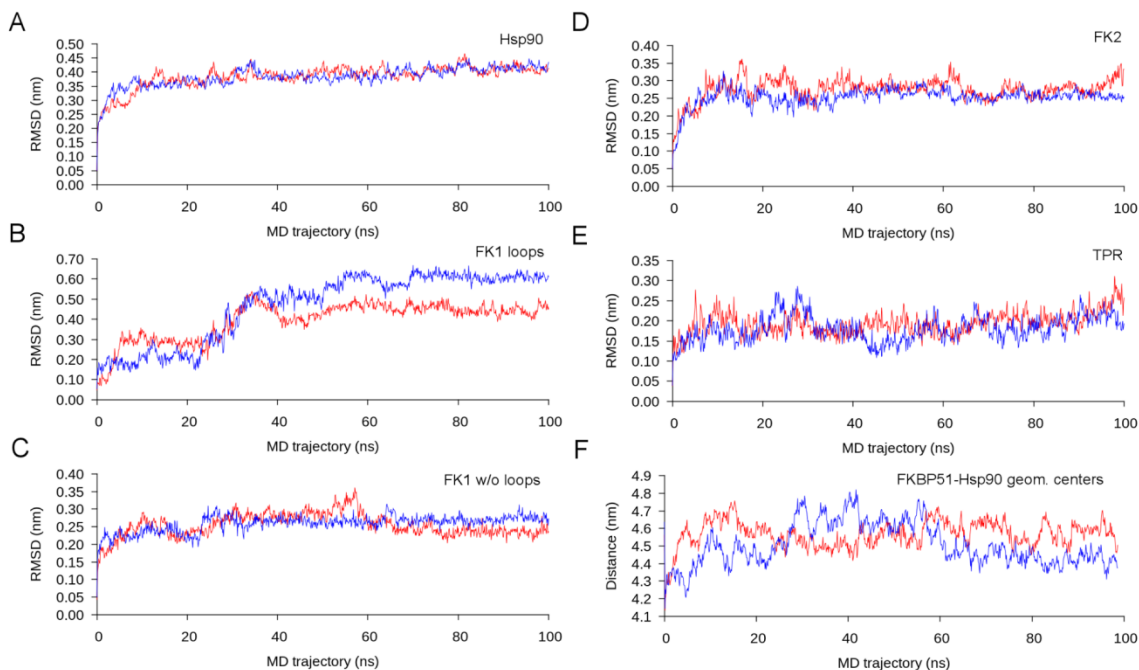 A
Hsp90
RMSD (nm)
0.50
0.45
0.40
0.35
0.30
0.25
0.20
0.15
0.10
0.05
0.00
0 20 40 60 80 100
MD trajectory (ns)
B
FK1 loops
RMSD (nm)
0.70
0.60
0.50
0.40
0.30
0.20
0.10
0.00
0 20 40 60 80 100
MD trajectory (ns)
C
FK1 w/o loops
RMSD (nm)
0.40
0.35
0.30
0.25
0.20
0.15
0.10
0.05
0.00
0 20 40 60 80 100
MD trajectory (ns)
D
FK2
RMSD (nm)
0.40
0.35
0.30
0.25
0.20
0.15
0.10
0.05
0.00
0 20 40 60 80 100
MD trajectory (ns)
E
TPR
RMSD (nm)
0.35
0.30
0.25
0.20
0.15
0.10
0.05
0.00
0 20 40 60 80 100
MD trajectory (ns)
F
FKBP51-Hsp90 geom. centers
Distance (nm)
4.9
4.8
4.7
4.6
4.5
4.4
4.3
4.2
4.1
0 20 40 60 80 100
MD trajectory (ns)